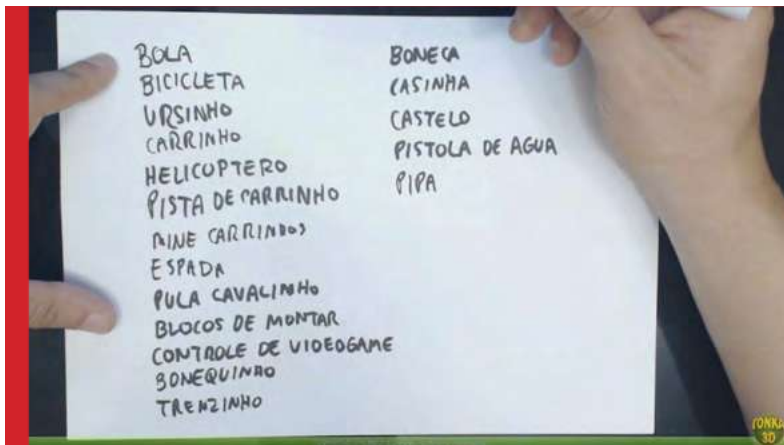 BOLA
BICICLETA
URSINHO
CARRINHO
HELICOPTERO
PISTA DE CARRINHO
MINE CARRINHOS
ESPADA
PULA CAVALINHO
BLOCOS DE MONTAR
CONTROLE DE VIDEOGAME
BONEQUINHO
TRENZINHO
BONECA
CASINHA
CASTELO
PISTOLA DE AGUA
PIPA
3D